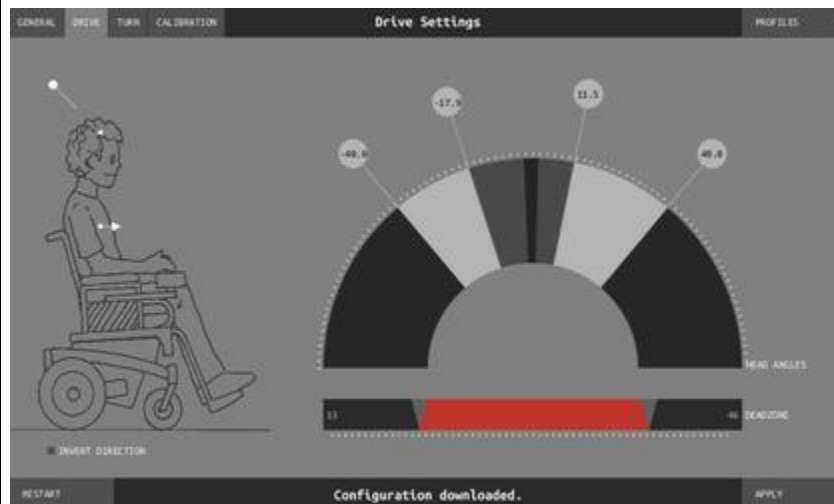 GENERAL DRIVE TURN CALIBRATION Drive Settings PROFILES
-17.9 11.5
-40.0 40.0
HEAD ANGLES
13 46 DEADZONE
INVERT DIRECTION
RESTART Configuration downloaded. APPLY